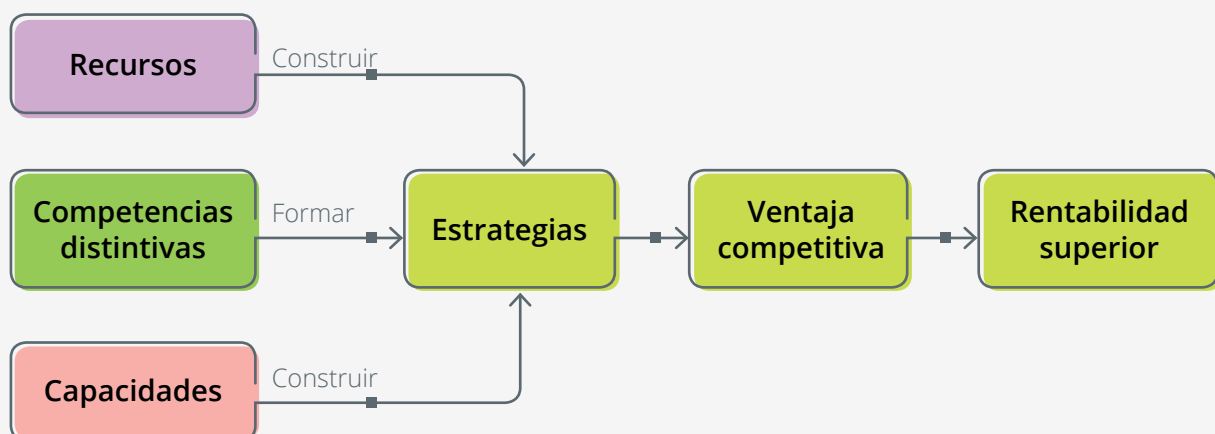 Recursos
Construir
Competencias
distintivas
Formar
Estrategias
Ventaja
competitiva
Rentabilidad
superior
Capacidades
Construir